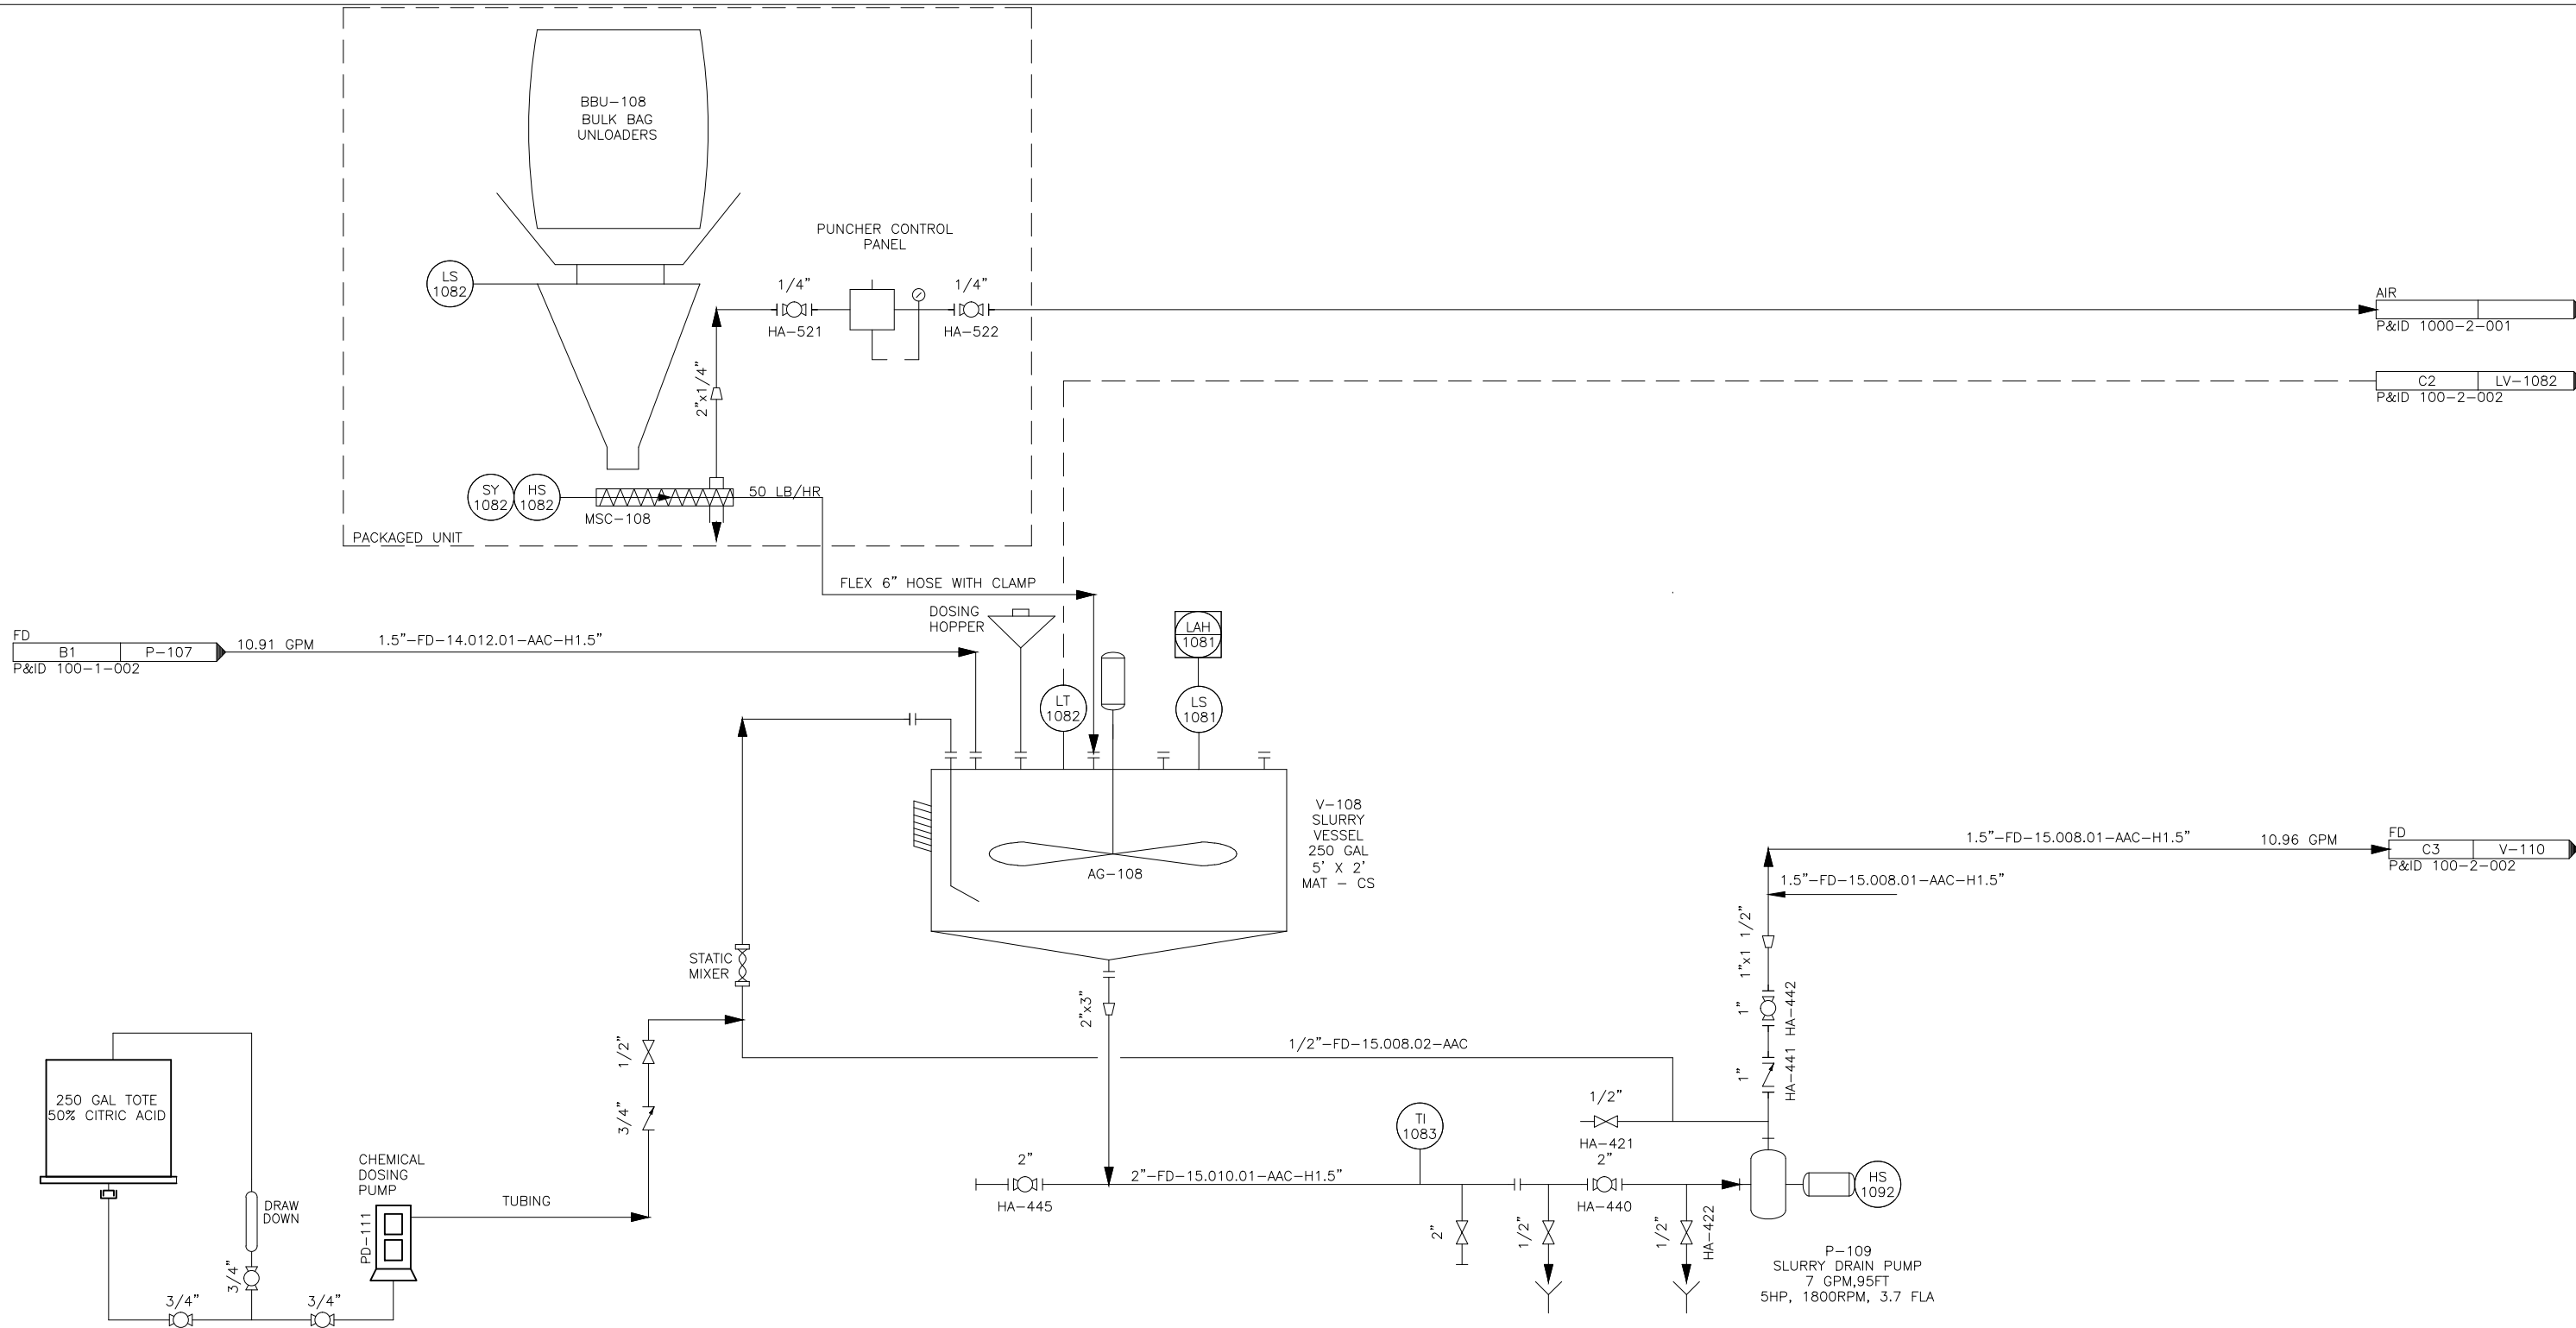 BBU-108
BULK BAG
UNLOADERS
PUNCHER CONTROL
PANEL
LS
1082
1/4"
HA-521
1/4"
HA-522
AIR
P&ID 1000-2-001
2"x1/4"
C2
LV-1082
P&ID 100-2-002
SY
1082
HS
1082
MSC-108
50 LB/HR
PACKAGED UNIT
FLEX 6" HOSE WITH CLAMP
DOSING
HOPPER
LAH
1081
FD
B1
P-107
P&ID 100-1-002
10.91 GPM
1.5"-FD-14.012.01-AAC-H1.5"
LT
1082
LS
1081
V-108
SLURRY
VESSEL
250 GAL
5' X 2'
MAT - CS
AG-108
1.5"-FD-15.008.01-AAC-H1.5"
10.96 GPM
FD
C3
V-110
P&ID 100-2-002
1.5"-FD-15.008.01-AAC-H1.5"
1"x1 1/2"
STATIC
MIXER
2"x3"
1"
HA-442
1/2"
1/2"-FD-15.008.02-AAC
1"
HA-441
250 GAL TOTE
50% CITRIC ACID
3/4"
1/2"
HA-421
TI
1083
CHEMICAL
DOSING
PUMP
2"
HA-445
2"-FD-15.010.01-AAC-H1.5"
2"
HA-440
HS
1092
TUBING
DRAW
DOWN
PD-111
2"
1/2"
1/2"
HA-422
P-109
SLURRY DRAIN PUMP
7 GPM,95FT
5HP, 1800RPM, 3.7 FLA
3/4"
3/4"
3/4"